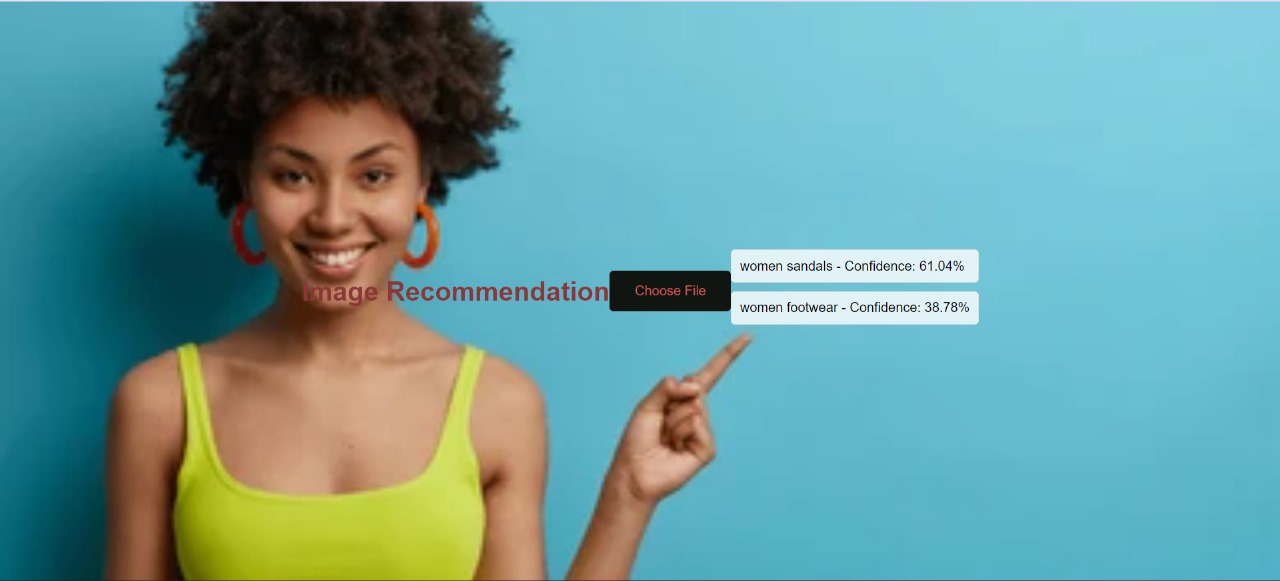 Image Recommendation
Choose File
women sandals - Confidence: 61.04%
women footwear - Confidence: 38.78%